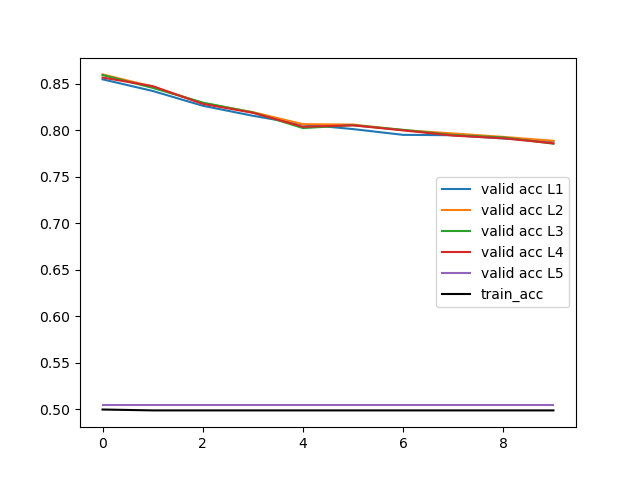 0.85
0.80
0.75
0.70
0.65
0.60
0.55
0.50
0 2 4 6 8
valid acc L1
valid acc L2
valid acc L3
valid acc L4
valid acc L5
train_acc